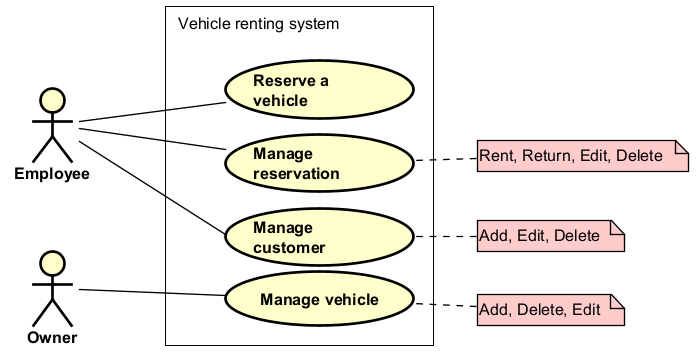 Vehicle renting system
Reserve a
vehicle
Employee
Manage
reservation
Rent, Return, Edit, Delete
Manage
customer
Add, Edit, Delete
Owner
Manage vehicle
Add, Delete, Edit